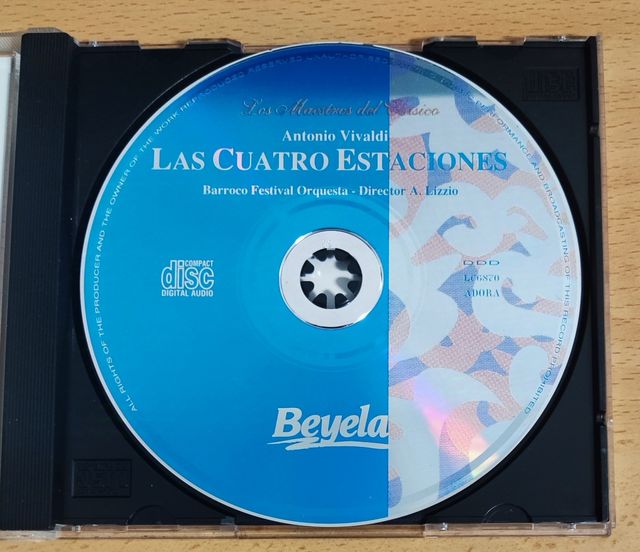 Los Maestros del Clásico
Antonio Vivaldi
LAS CUATRO ESTACIONES
Barroco Festival Orquesta - Director A. Lizzio
COMPACT
disc
DIGITAL AUDIO
DDD
LC6870
ADORA
Beyela
ALL RIGHTS OF THE PRODUCER AND THE OWNER OF THE WORK REPRODUCED RESERVED UNAUTHOR PERFORMANCE AND BROADCASTING OF THIS RECORD PROHIBITED